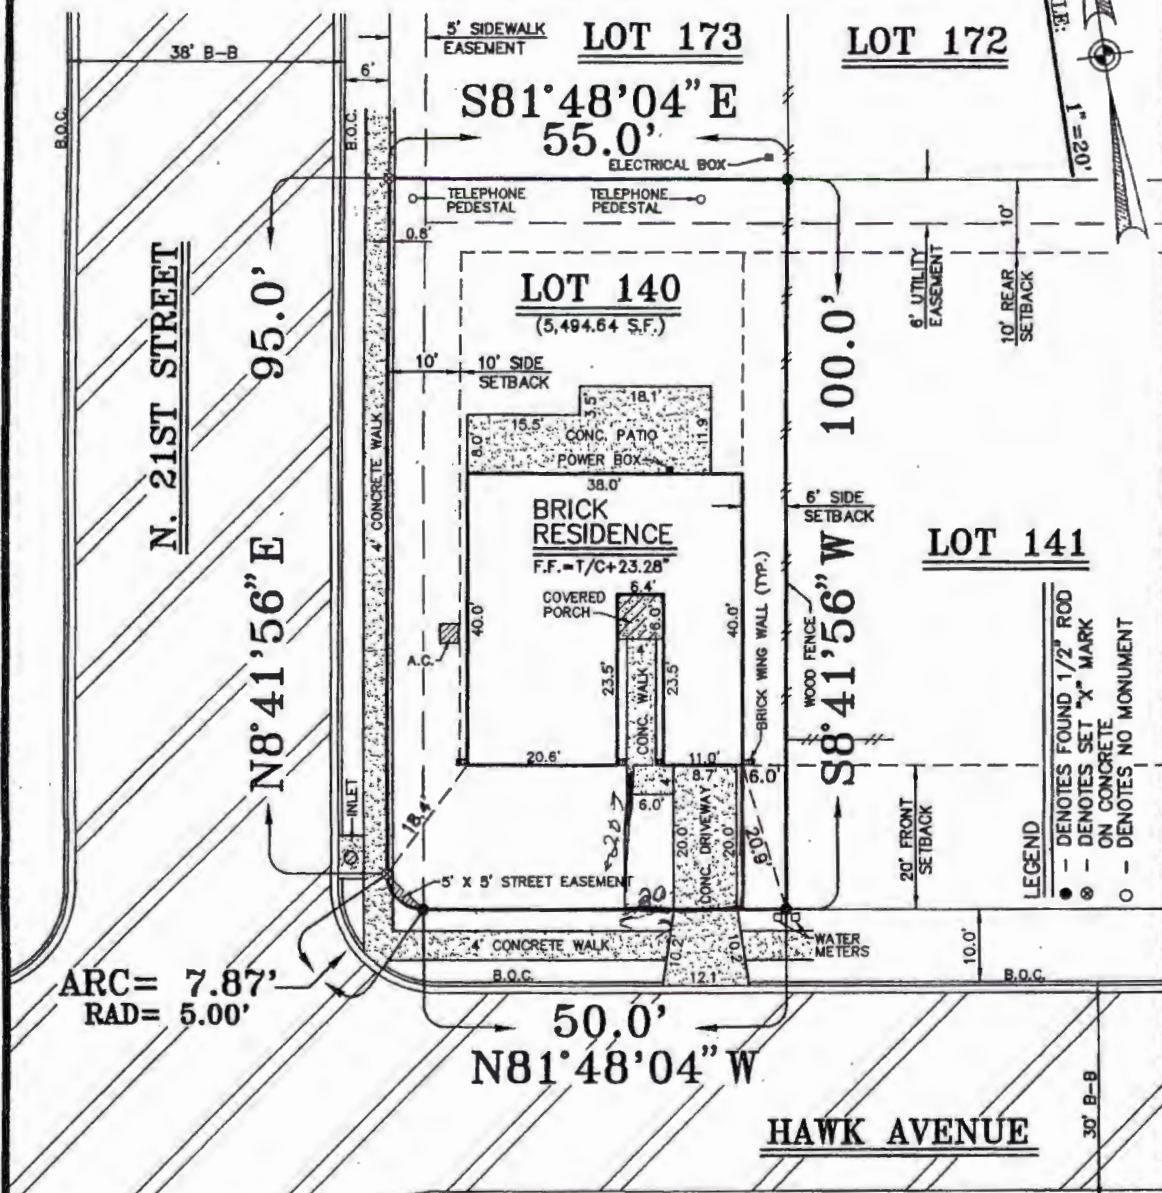 5' SIDEWALK
EASEMENT
LOT 173
LOT 172
38' B-B
6'
B.O.C.
B.O.C.
S81°48'04"E
55.0'
1"=20'
ELECTRICAL BOX
TELEPHONE
PEDESTAL
TELEPHONE
PEDESTAL
10'
N. 21ST STREET
95.0'
LOT 140
(5,494.64 S.F.)
100.0'
6' UTILITY
EASEMENT
10' REAR
SETBACK
10'
10' SIDE
SETBACK
18.1'
3.5'
15.5'
8.0'
CONC. PATIO
11.9'
POWER BOX
38.0'
4' CONCRETE WALK
BRICK
RESIDENCE
F.F.=T/C+23.28"
6' SIDE
SETBACK
LOT 141
6.4'
COVERED
PORCH
6.0'
40.0'
40.0'
A.C.
23.5'
23.5'
CONC. WALK 4'
BRICK WING WALL (TYP.)
WOOD FENCE
N8°41'56"E
S8°41'56"W
20.6'
11.0'
8.7'
6.0'
6.0'
INLET
18.4'
20.0'
CONC. DRIVEWAY
20.0'
20.9'
20' FRONT
SETBACK
LEGEND
● - DENOTES FOUND 1/2" ROD
⊗ - DENOTES SET "X" MARK
ON CONCRETE
○ - DENOTES NO MONUMENT
5' X 5' STREET EASEMENT
20
20
4' CONCRETE WALK
10.2'
12.1'
WATER
METERS
10.0'
B.O.C.
B.O.C.
ARC= 7.87'
RAD= 5.00'
50.0'
N81°48'04"W
30' B-B
HAWK AVENUE